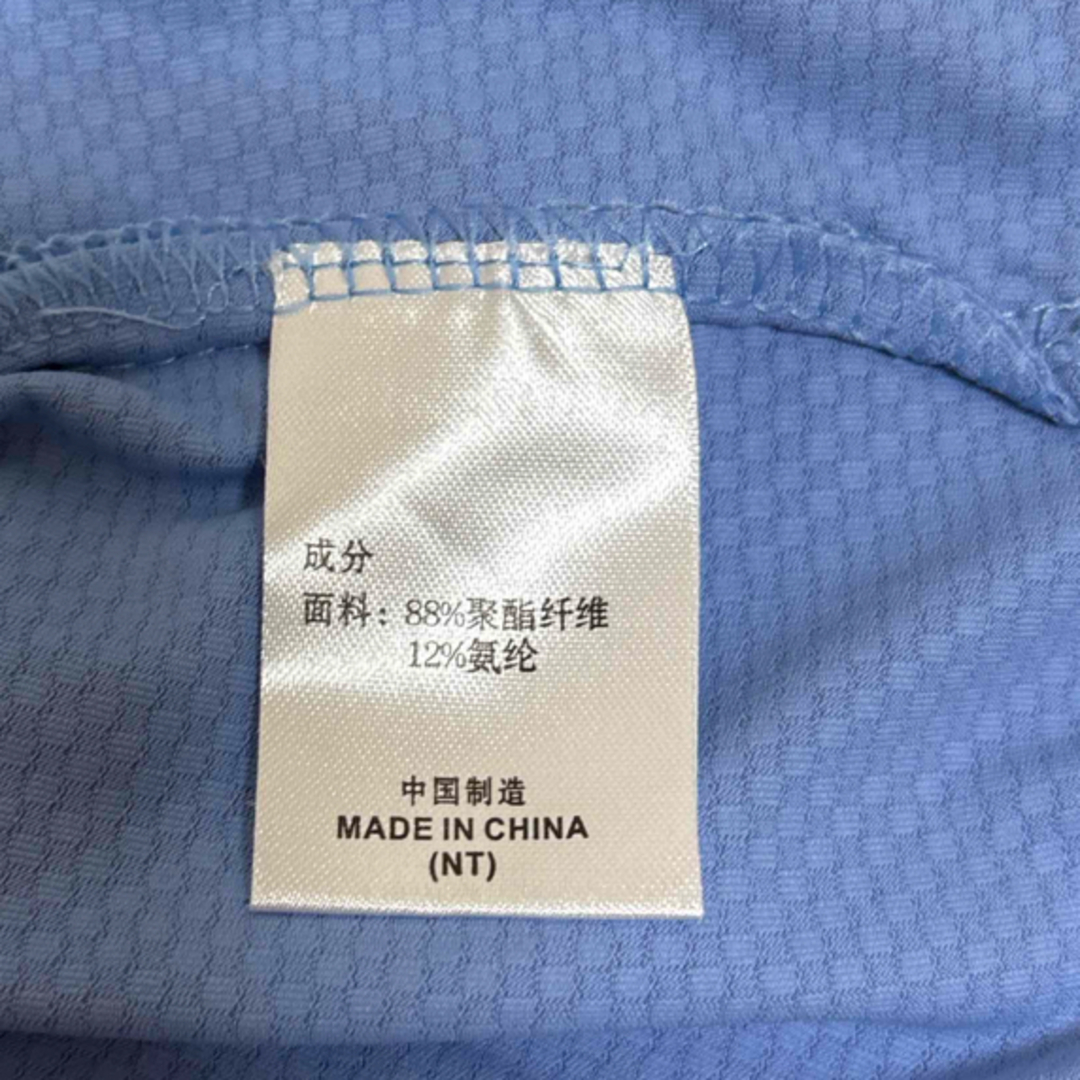 成分
面料：88%聚酯纤维
12%氨纶
中国制造
MADE IN CHINA
(NT)